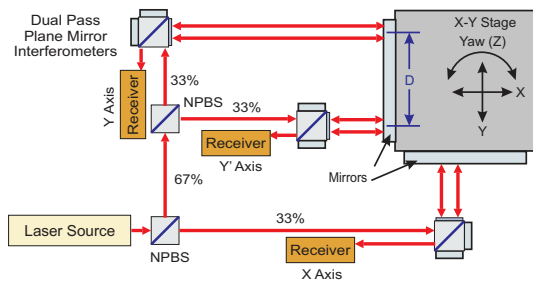 Dual Pass
Plane Mirror
Interferometers
X-Y Stage
Yaw (Z)
X
Y
D
Y Axis
Receiver
33%
NPBS
33%
Receiver
Y' Axis
Mirrors
67%
Laser Source
NPBS
33%
Receiver
X Axis